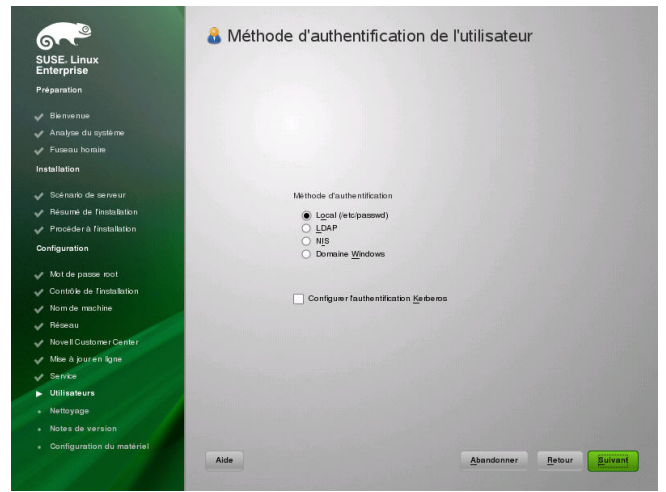 SUSE. Linux
Enterprise
Préparation
Bienvenue
Analyse du système
Fuseau horaire
Installation
Scénario de serveur
Résumé de l'installation
Procéder à l'installation
Configuration
Mot de passe root
Contrôle de l'installation
Nom de machine
Réseau
Novell Customer Center
Mise à jour en ligne
Service
Utilisateurs
Nettoyage
Notes de version
Configuration du matériel
Méthode d'authentification de l'utilisateur
Méthode d'authentification
Local (/etc/passwd)
LDAP
NIS
Domaine Windows
Configurer l'authentification Kerberos
Aide
Abandonner
Retour
Suivant